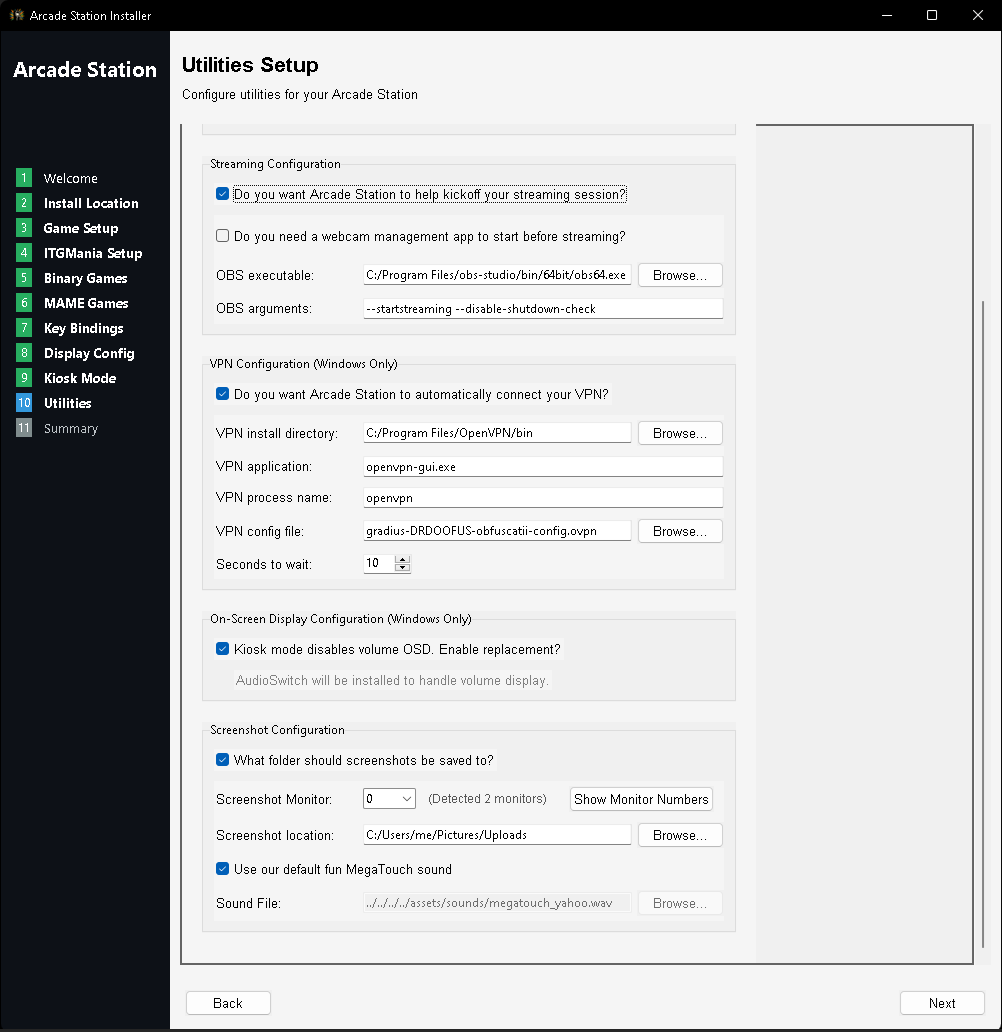 Arcade Station Installer
Arcade Station
1 Welcome
2 Install Location
3 Game Setup
4 ITGMania Setup
5 Binary Games
6 MAME Games
7 Key Bindings
8 Display Config
9 Kiosk Mode
10 Utilities
11 Summary
Utilities Setup
Configure utilities for your Arcade Station
Streaming Configuration
Do you want Arcade Station to help kickoff your streaming session?
Do you need a webcam management app to start before streaming?
OBS executable: C:/Program Files/obs-studio/bin/64bit/obs64.exe Browse...
OBS arguments: --startstreaming --disable-shutdown-check
VPN Configuration (Windows Only)
Do you want Arcade Station to automatically connect your VPN?
VPN install directory: C:/Program Files/OpenVPN/bin Browse...
VPN application: openvpn-gui.exe
VPN process name: openvpn
VPN config file: gradius-DRDOOFUS-obfuscatii-config.ovpn Browse...
Seconds to wait: 10
On-Screen Display Configuration (Windows Only)
Kiosk mode disables volume OSD. Enable replacement?
AudioSwitch will be installed to handle volume display.
Screenshot Configuration
What folder should screenshots be saved to?
Screenshot Monitor: 0 (Detected 2 monitors) Show Monitor Numbers
Screenshot location: C:/Users/me/Pictures/Uploads Browse...
Use our default fun MegaTouch sound
Sound File: ../../../../assets/sounds/megatouch_yahoo.wav Browse...
Back Next